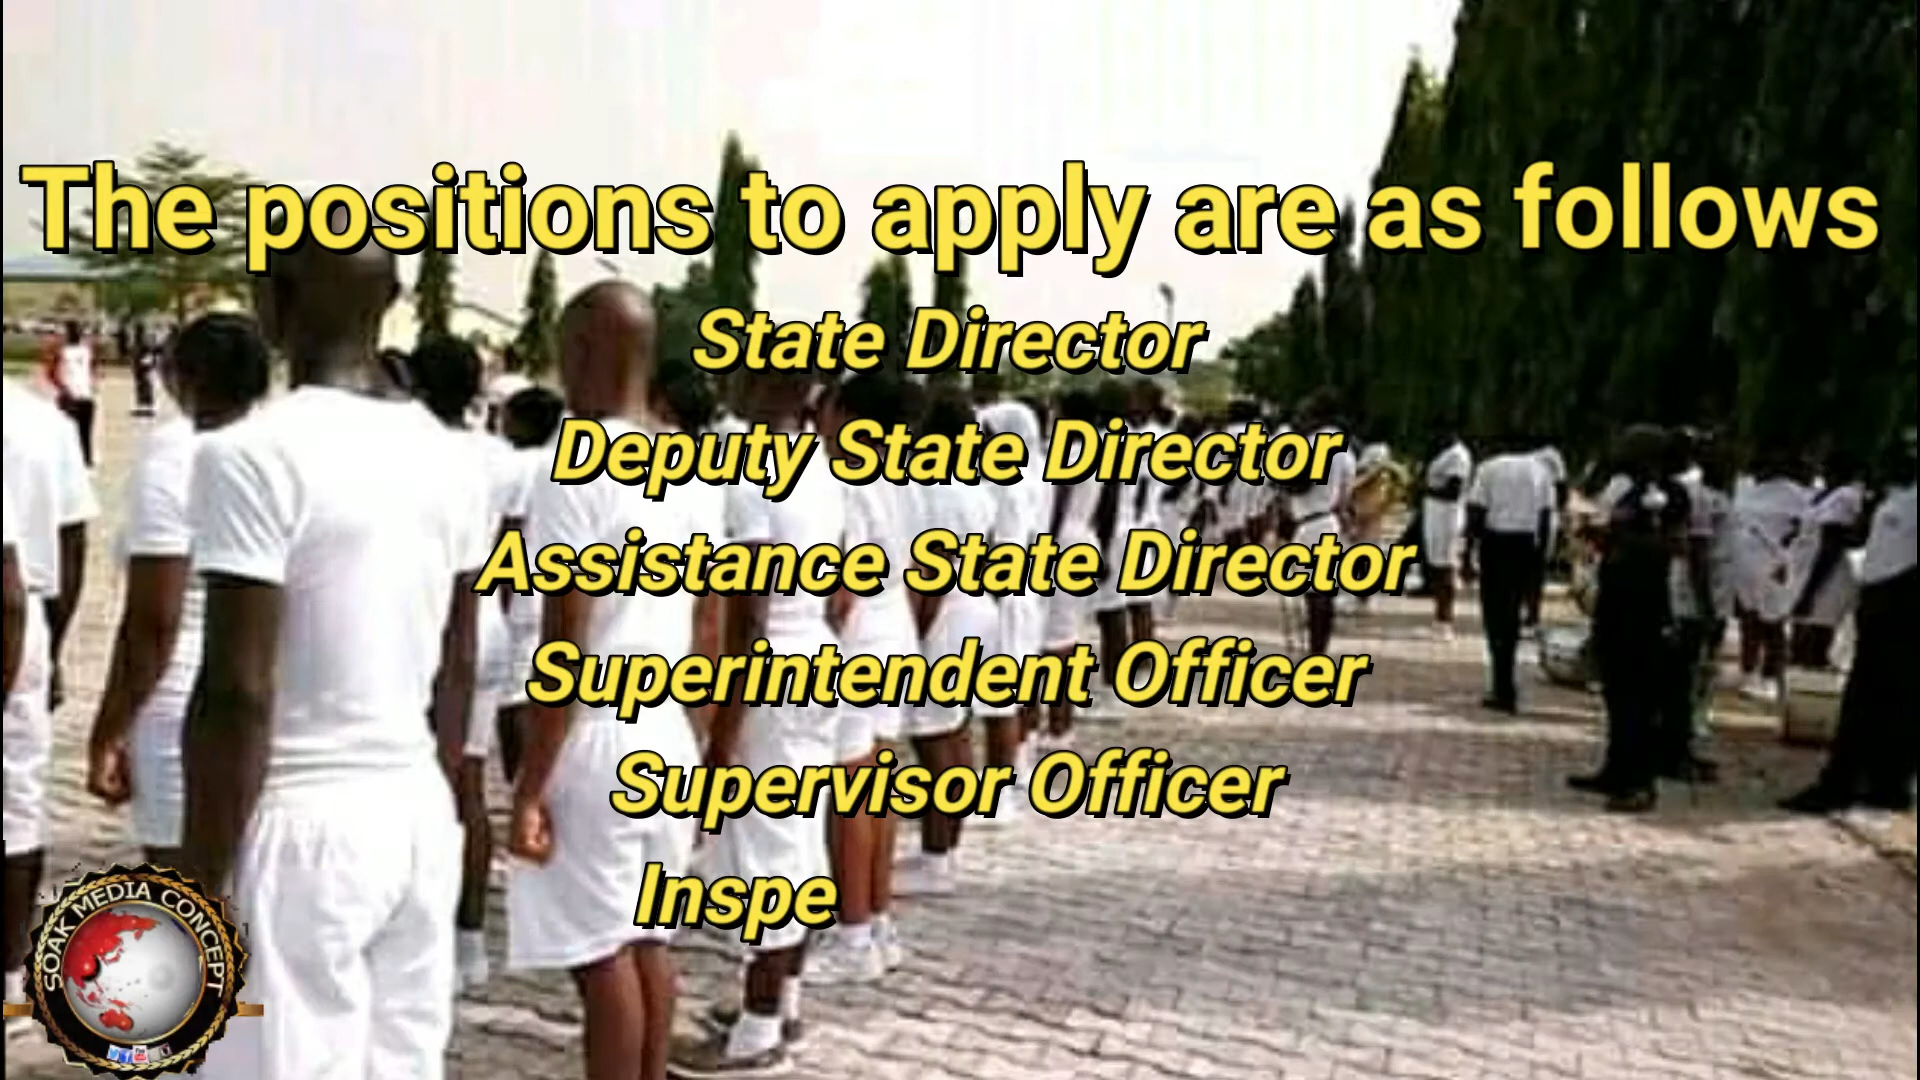 The positions to apply are as follows
State Director
Deputy State Director
Assistance State Director
Superintendent Officer
Supervisor Officer
Inspe
SOAK MEDIA CONCEPT